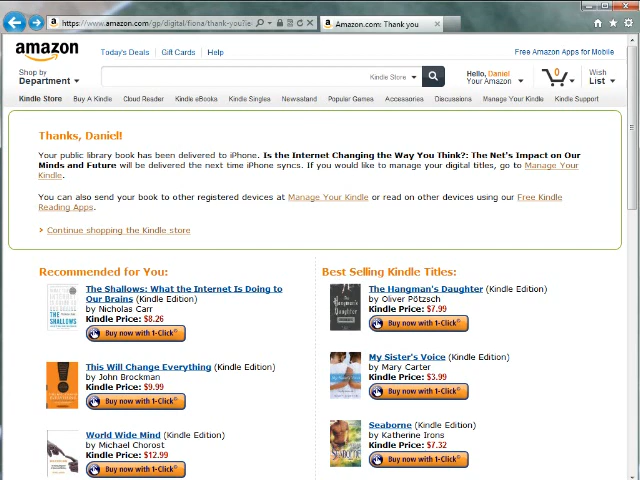 https://www.amazon.com/gp/digital/fiona/thank-you?ie
Amazon.com: Thank you
amazon
Today's Deals Gift Cards Help
Free Amazon Apps for Mobile
Shop by
Department
Kindle Store
Hello, Daniel
Your Amazon
0
Wish
List
Kindle Store Buy A Kindle Cloud Reader Kindle eBooks Kindle Singles Newsstand Popular Games Accessories Discussions Manage Your Kindle Kindle Support
Thanks, Daniel!
Your public library book has been delivered to iPhone. Is the Internet Changing the Way You Think?: The Net's Impact on Our
Minds and Future will be delivered the next time iPhone syncs. If you would like to manage your digital titles, go to Manage Your
Kindle.
You can also send your book to other registered devices at Manage Your Kindle or read on other devices using our Free Kindle
Reading Apps.
Continue shopping the Kindle store
Recommended for You:
THE
SHALLOWS
The Shallows: What the Internet Is Doing to
Our Brains (Kindle Edition)
by Nicholas Carr
Kindle Price: $8.26
Buy now with 1-Click®
This Will Change Everything (Kindle Edition)
by John Brockman
Kindle Price: $9.99
Buy now with 1-Click®
World Wide Mind (Kindle Edition)
by Michael Chorost
Kindle Price: $12.99
Buy now with 1-Click®
Best Selling Kindle Titles:
The
Hangman's
Daughter
The Hangman's Daughter (Kindle Edition)
by Oliver Pötzsch
Kindle Price: $7.99
Buy now with 1-Click®
My Sister's Voice (Kindle Edition)
by Mary Carter
Kindle Price: $3.99
Buy now with 1-Click®
SEABORNE
Seaborne (Kindle Edition)
by Katherine Irons
Kindle Price: $7.32
Buy now with 1-Click®